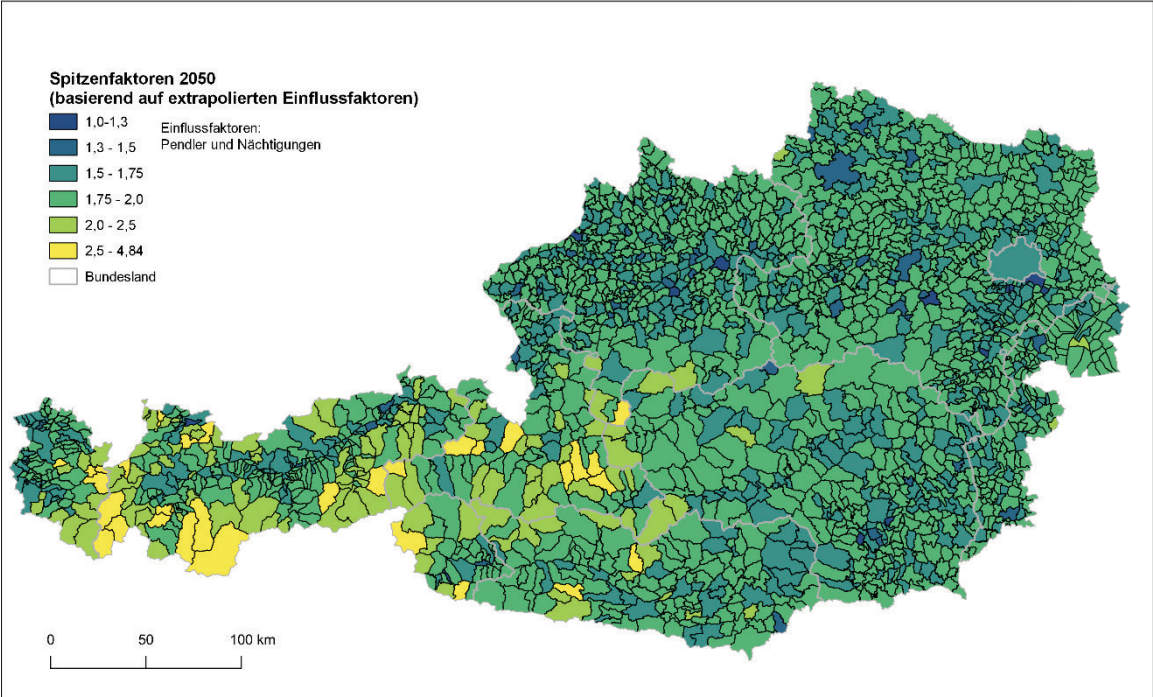 Spitzenfaktoren 2050
(basierend auf extrapolierten Einflussfaktoren)
1,0-1,3
1,3 - 1,5
1,5 - 1,75
1,75 - 2,0
2,0 - 2,5
2,5 - 4,84
Bundesland
Einflussfaktoren:
Pendler und Nächtigungen
0 50 100 km